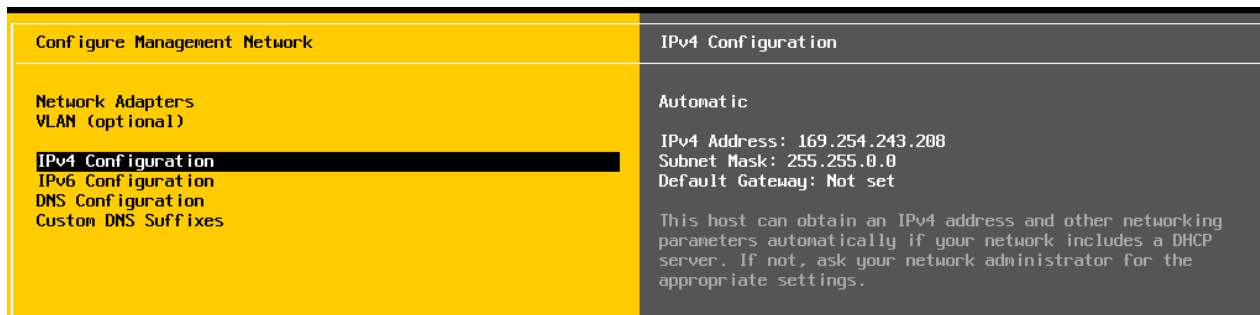 Configure Management Network
Network Adapters
VLAN (optional)
IPv4 Configuration
IPv6 Configuration
DNS Configuration
Custom DNS Suffixes
IPv4 Configuration
Automatic
IPv4 Address: 169.254.243.208
Subnet Mask: 255.255.0.0
Default Gateway: Not set
This host can obtain an IPv4 address and other networking
parameters automatically if your network includes a DHCP
server. If not, ask your network administrator for the
appropriate settings.